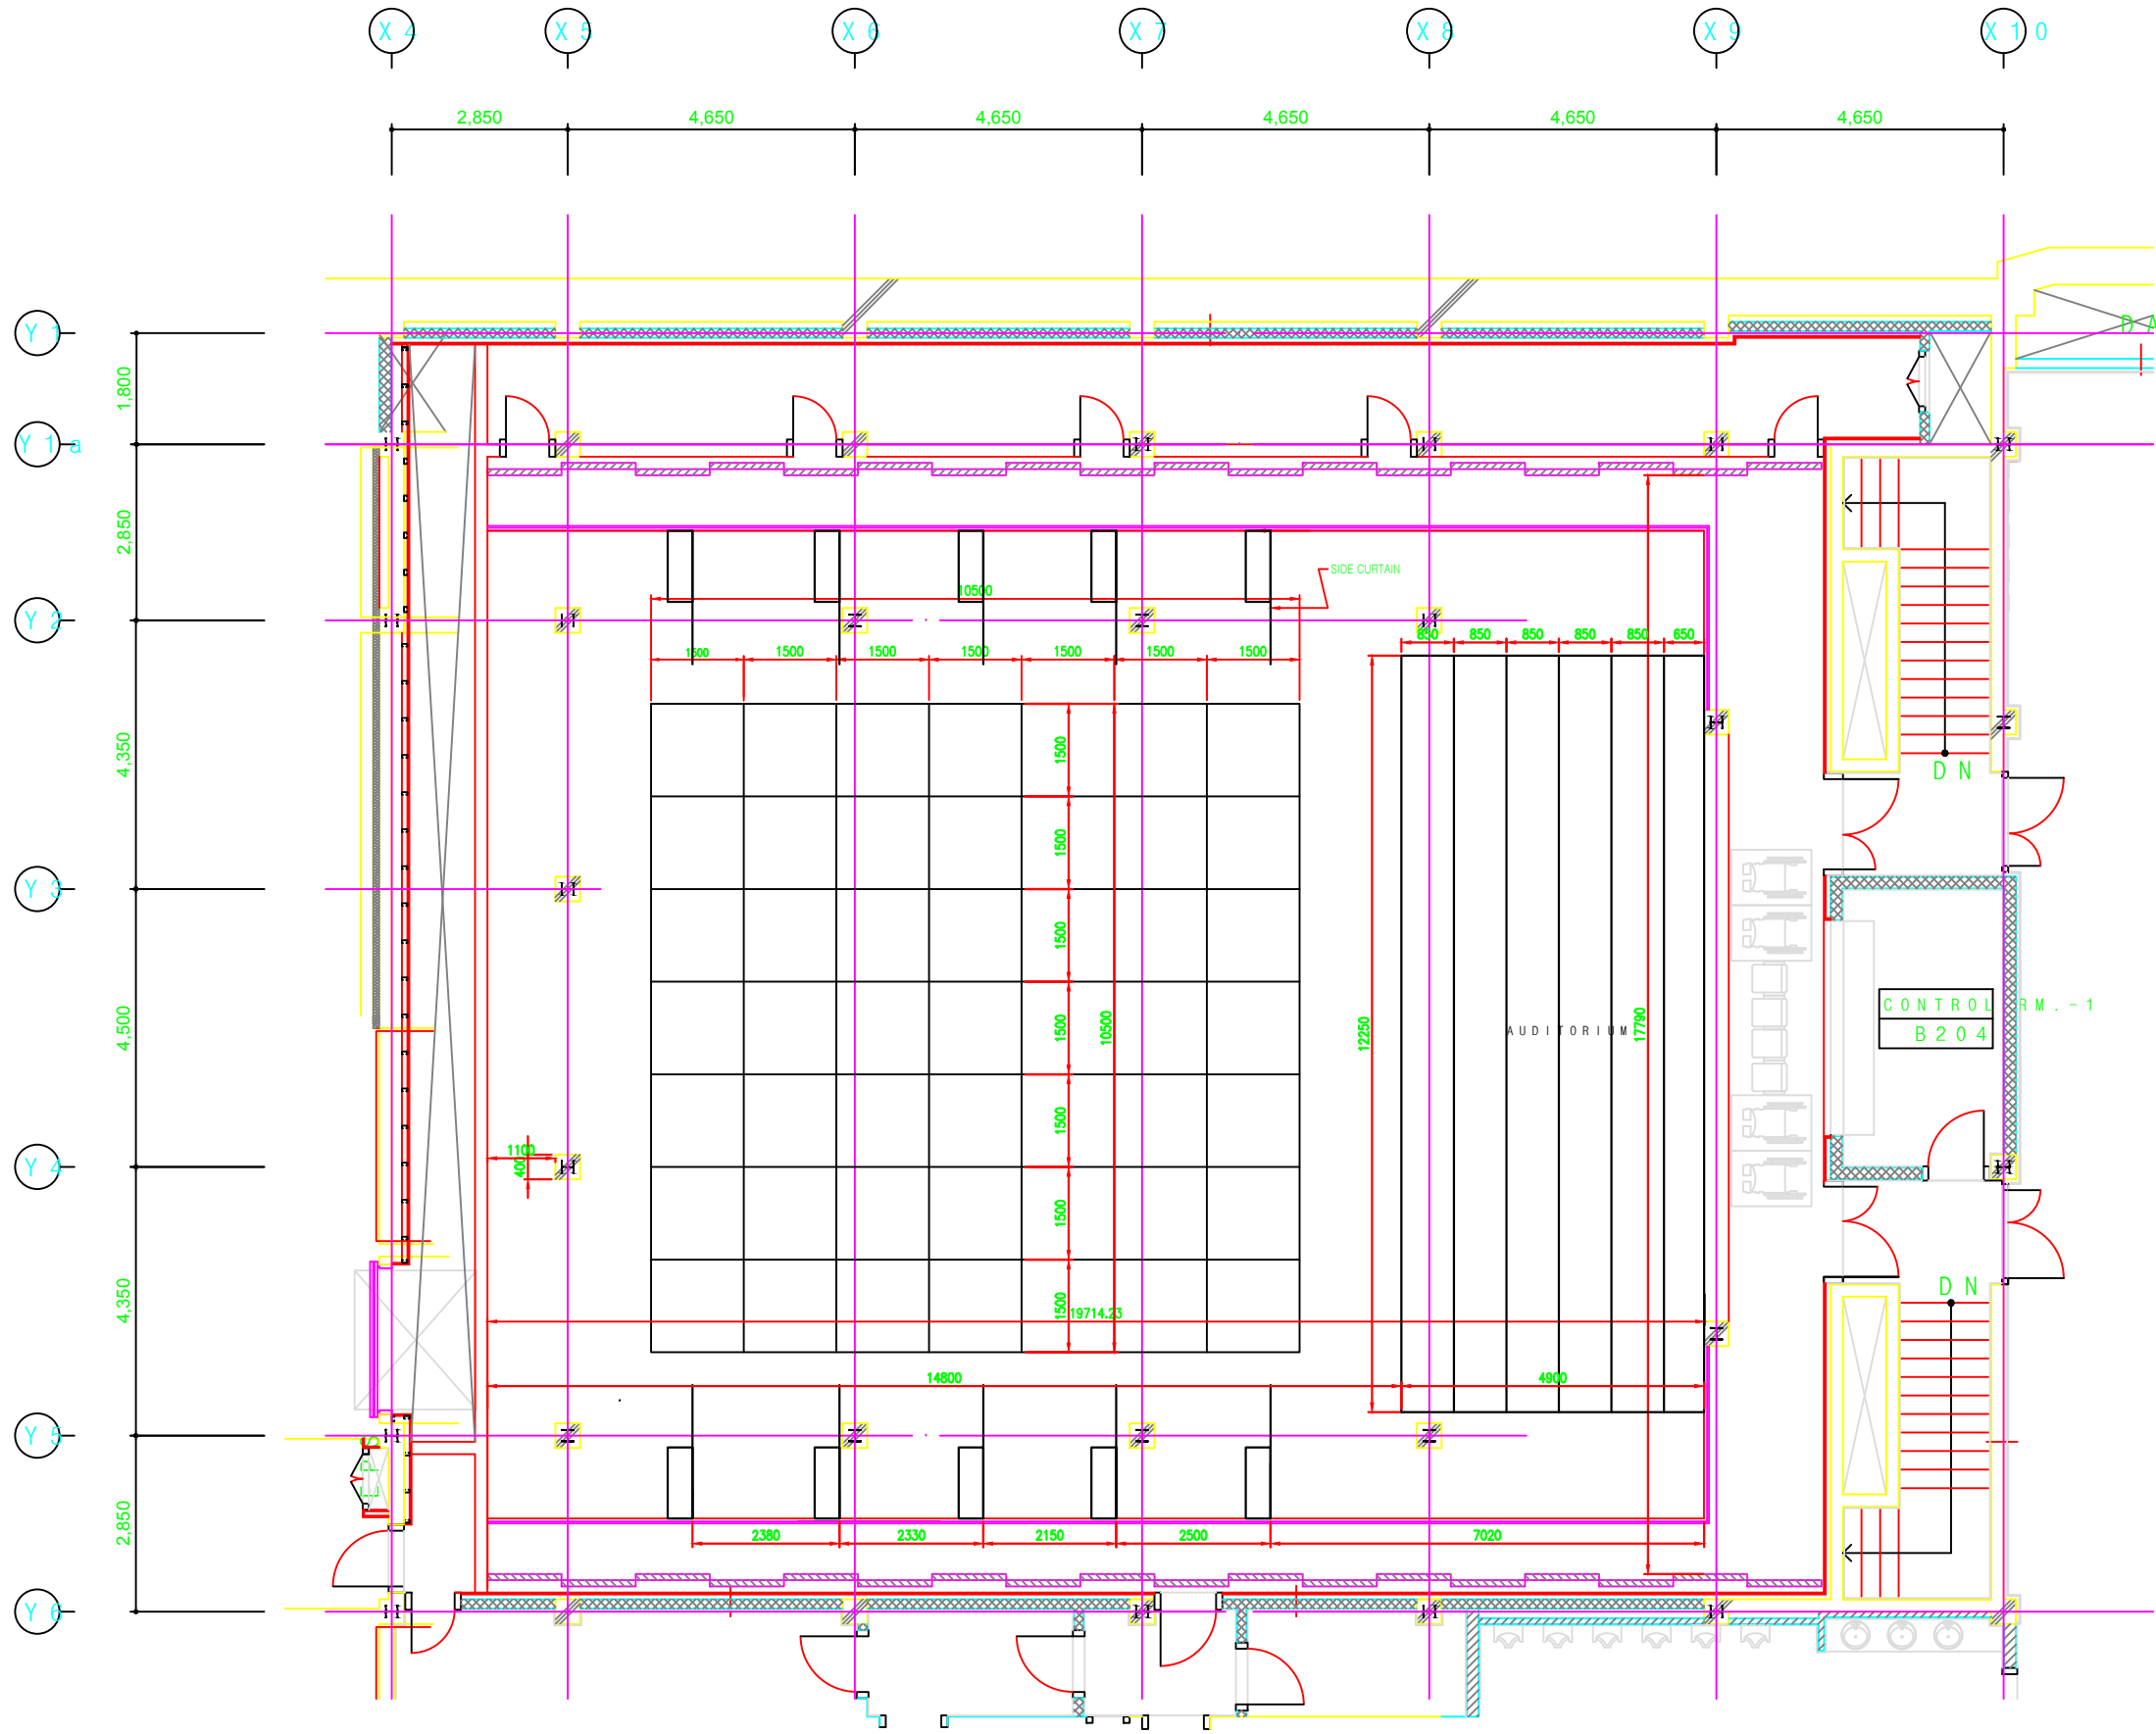 X 4 X 5 X 6 X 7 X 8 X 9 X 1 0
2,850 4,650 4,650 4,650 4,650 4,650
Y 1
D A
1,800
Y 1 a
2,850
SIDE CURTAIN
10500
Y 2
850 850 850 850 850 650
1500 1500 1500 1500 1500 1500 1500
4,350
1500
D N
1500
Y 3
1500
4,500
1500
10500
12250
A U D I T O R I U M
17790
C O N T R O L R M . - 1
B 2 0 4
1500
1100
400
Y 4
1500
4,350
1500
19714.23
D N
14800
4900
Y 5
2,850
2380 2330 2150 2500 7020
Y 6